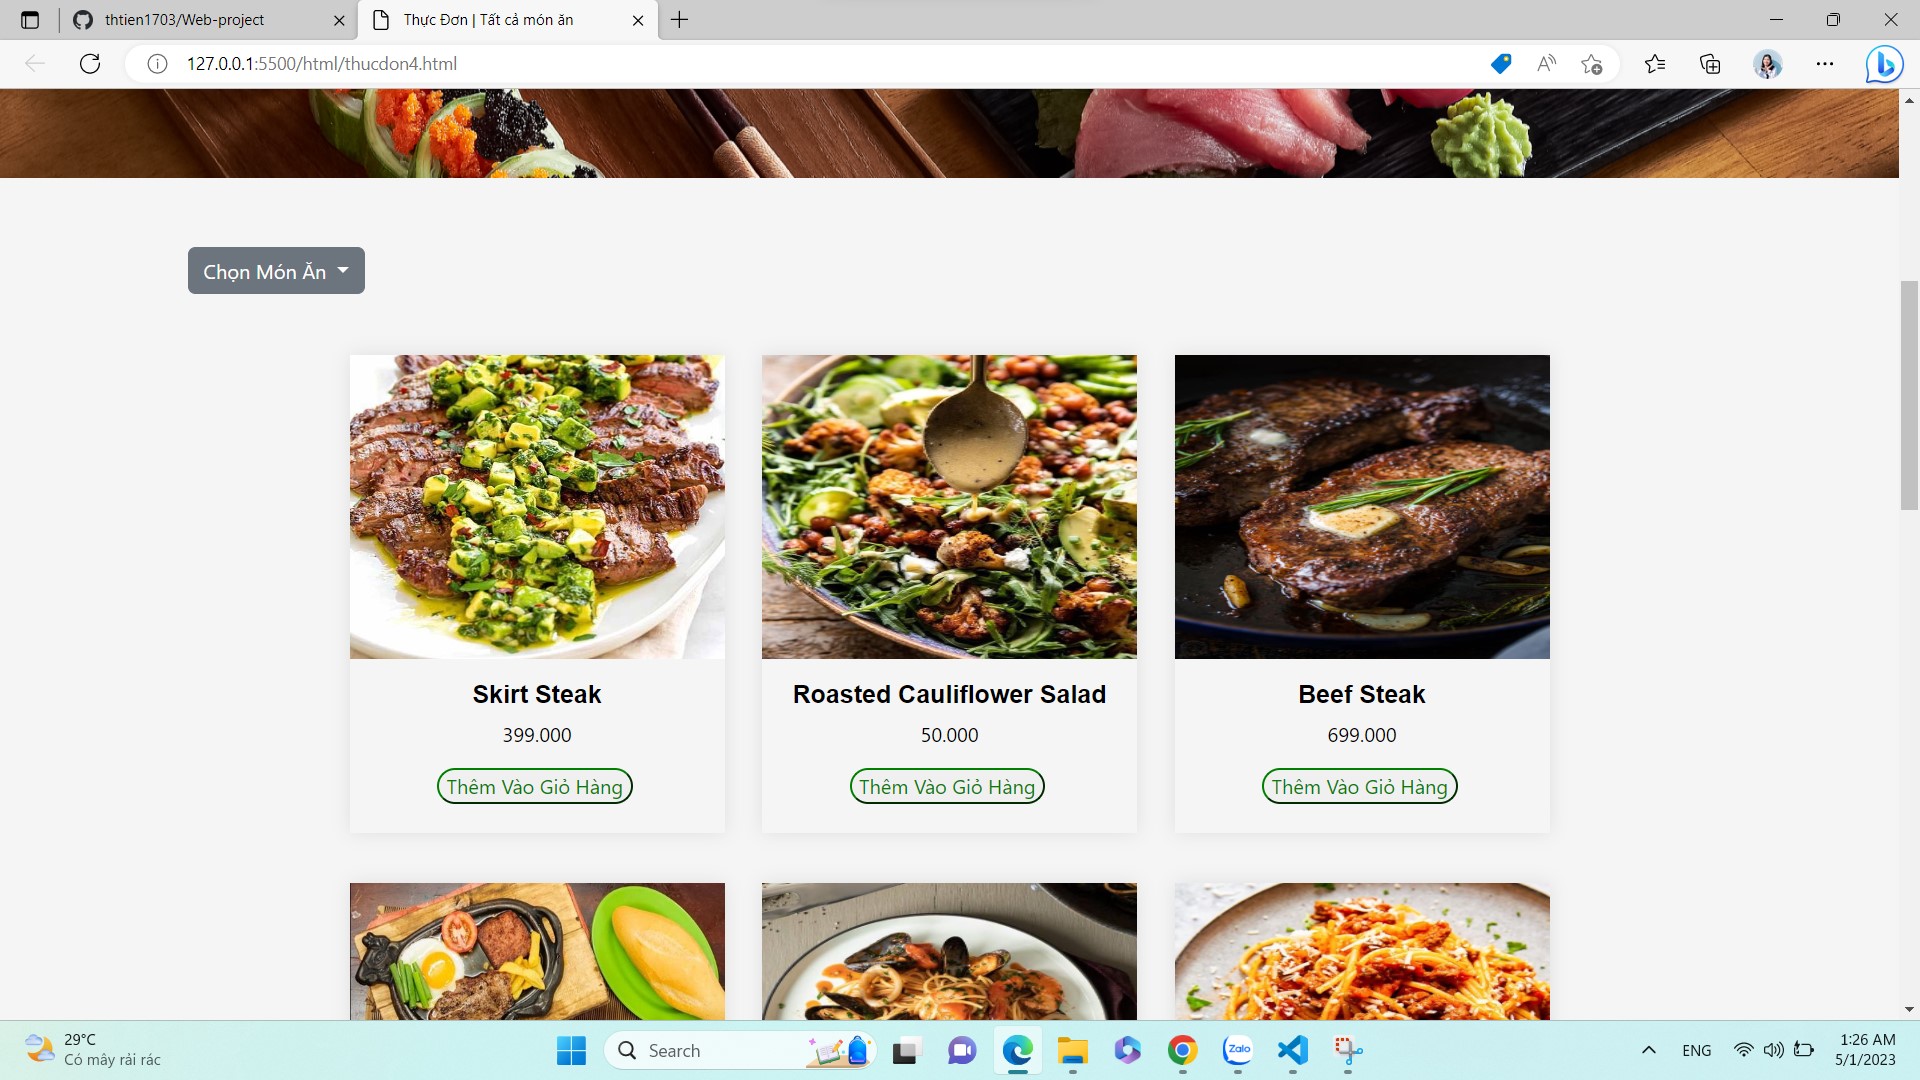 thtien1703/Web-project
Thực Đơn | Tất cả món ăn
127.0.0.1:5500/html/thucdon4.html
Chọn Món Ăn
Skirt Steak
399.000
Thêm Vào Giỏ Hàng
Roasted Cauliflower Salad
50.000
Thêm Vào Giỏ Hàng
Beef Steak
699.000
Thêm Vào Giỏ Hàng
29°C
Có mây rải rác
Search
Zalo
ENG
1:26 AM
5/1/2023